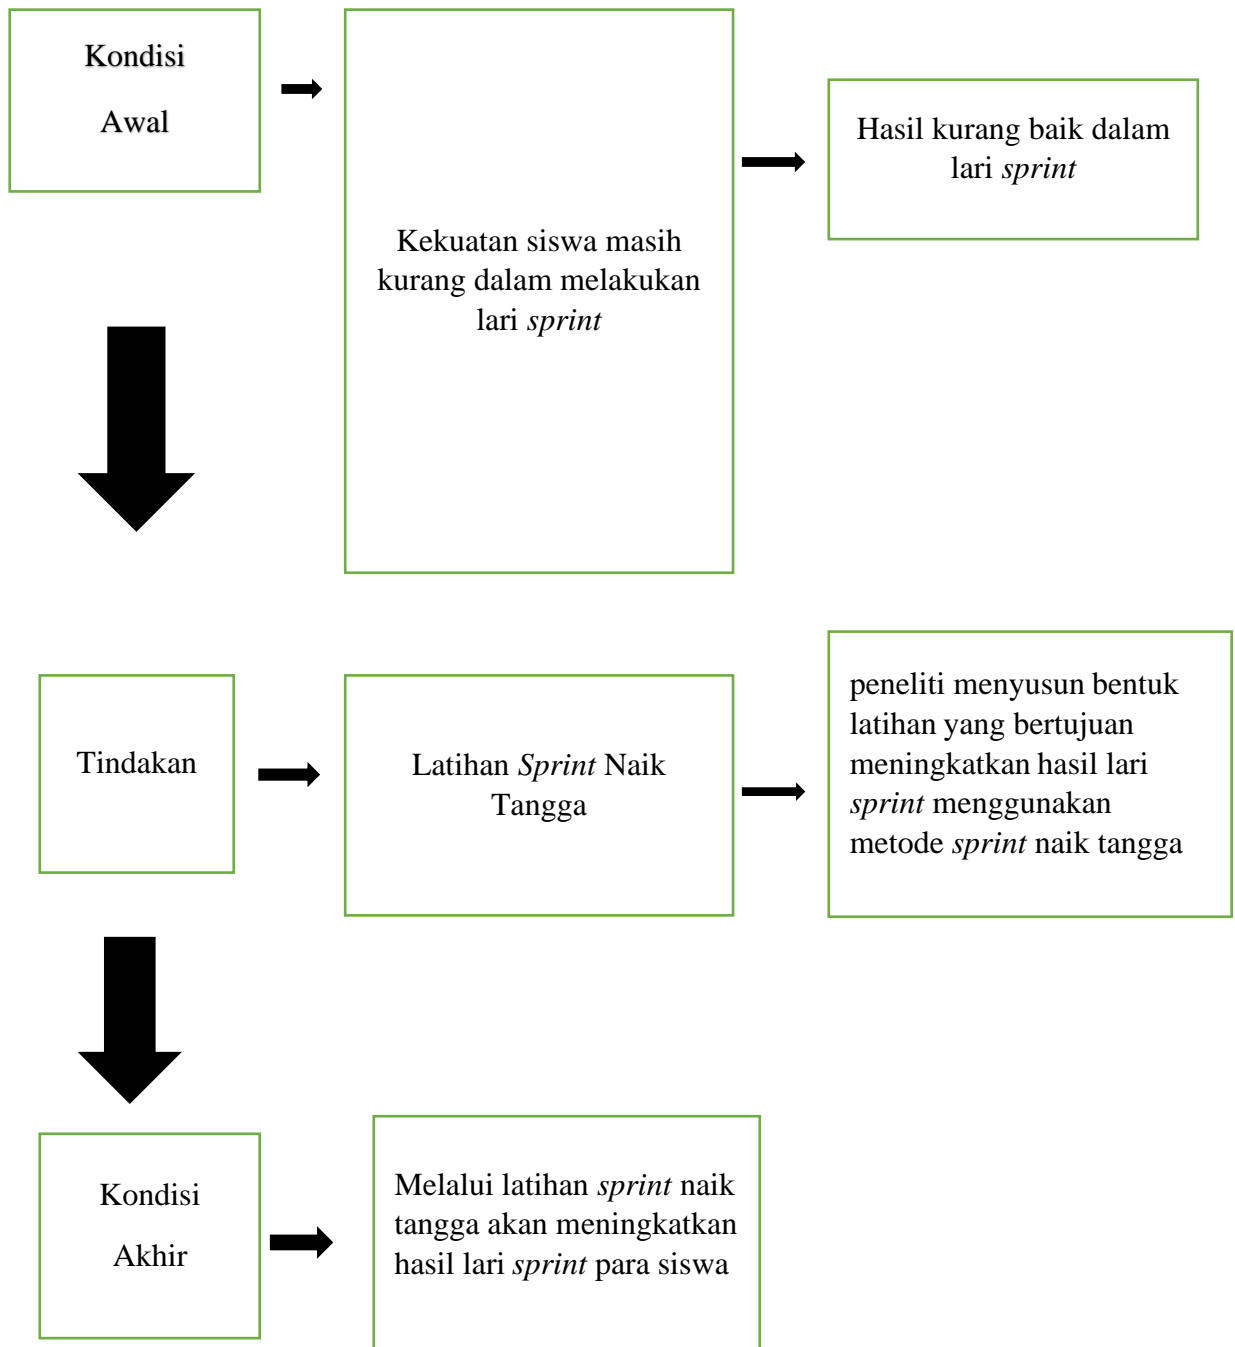 Kondisi
Awal
Kekuatan siswa masih
kurang dalam melakukan
lari sprint
Hasil kurang baik dalam
lari sprint
Tindakan
Latihan Sprint Naik
Tangga
peneliti menyusun bentuk
latihan yang bertujuan
meningkatkan hasil lari
sprint menggunakan
metode sprint naik tangga
Kondisi
Akhir
Melalui latihan sprint naik
tangga akan meningkatkan
hasil lari sprint para siswa